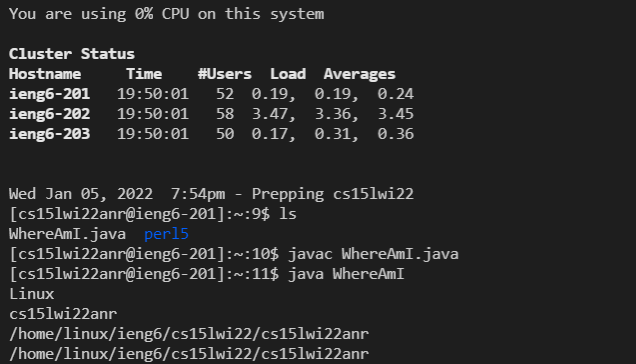 You are using 0% CPU on this system
Cluster Status
Hostname     Time    #Users  Load  Averages
ieng6-201   19:50:01   52  0.19,  0.19,  0.24
ieng6-202   19:50:01   58  3.47,  3.36,  3.45
ieng6-203   19:50:01   50  0.17,  0.31,  0.36
Wed Jan 05, 2022  7:54pm - Prepping cs15lwi22
[cs15lwi22anr@ieng6-201]:~:9$ ls
WhereAmI.java  perl5
[cs15lwi22anr@ieng6-201]:~:10$ javac WhereAmI.java
[cs15lwi22anr@ieng6-201]:~:11$ java WhereAmI
Linux
cs15lwi22anr
/home/linux/ieng6/cs15lwi22/cs15lwi22anr
/home/linux/ieng6/cs15lwi22/cs15lwi22anr